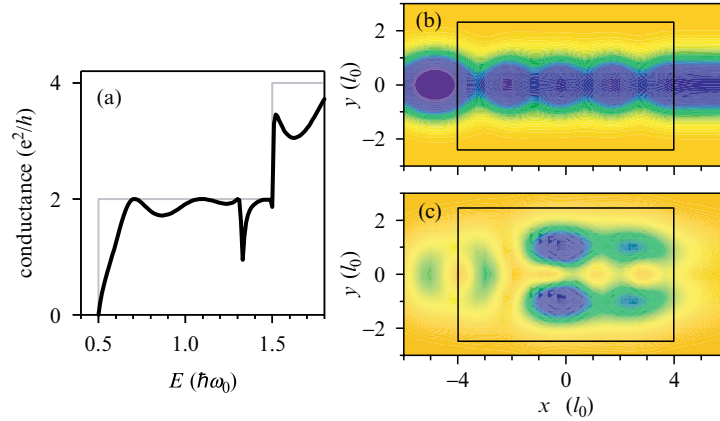 (a)
conductance (e²/h)
4
2
0
0.5
1.0
1.5
E (ħω₀)
(b)
y (l₀)
2
0
−2
(c)
y (l₀)
2
0
−2
−4
0
4
x (l₀)